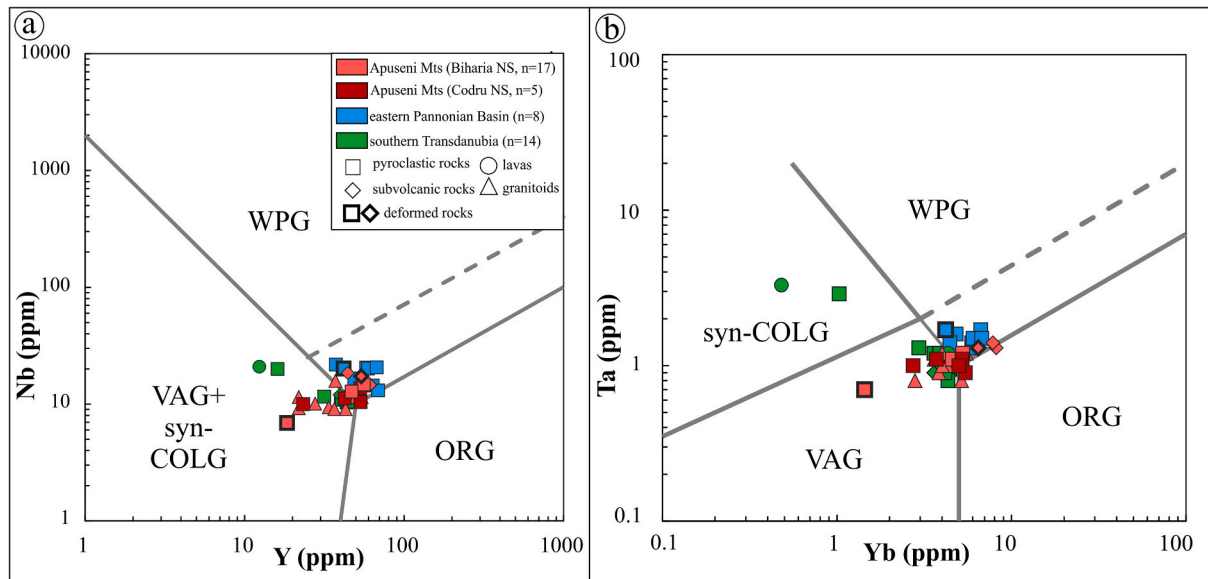 a
10000
1000
100
10
1
Nb (ppm)
Apuseni Mts (Biharia NS, n=17)
Apuseni Mts (Codru NS, n=5)
eastern Pannonian Basin (n=8)
southern Transdanubia (n=14)
pyroclastic rocks
lavas
subvolcanic rocks
granitoids
deformed rocks
WPG
VAG+
syn-
COLG
ORG
1
10
100
1000
Y (ppm)
b
100
10
1
0.1
Ta (ppm)
WPG
syn-COLG
VAG
ORG
0.1
1
10
100
Yb (ppm)